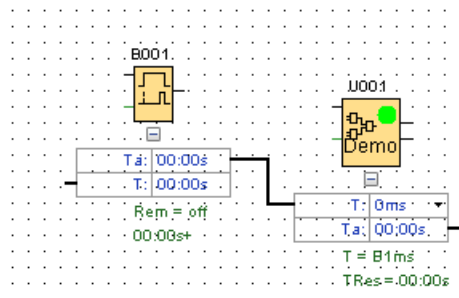 B001
Ta: 00:00s
T: 00:00s
Rem = off
00:00s+
U001
Demo
T: 0ms
Ta: 00:00s
T = 81ms
TRes=00:00s